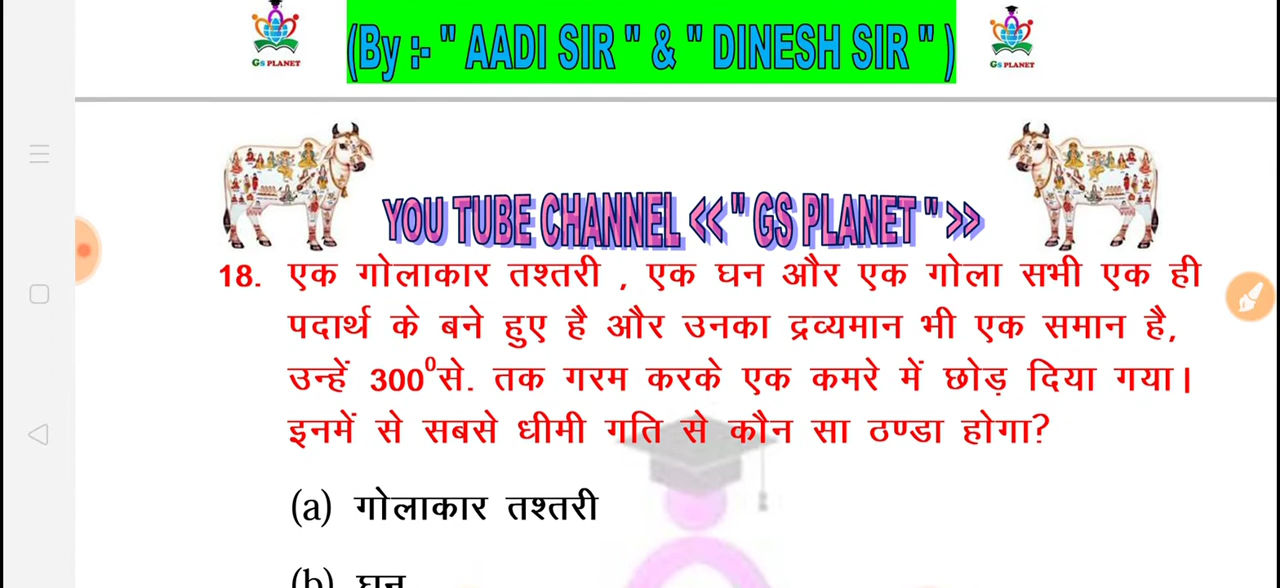 GS PLANET
(By :- " AADI SIR " & " DINESH SIR " )
GS PLANET
YOU TUBE CHANNEL <<" GS PLANET ">>
18. एक गोलाकार तश्तरी , एक घन और एक गोला सभी एक ही
पदार्थ के बने हुए है और उनका द्रव्यमान भी एक समान है,
उन्हें 300⁰से. तक गरम करके एक कमरे में छोड़ दिया गया।
इनमें से सबसे धीमी गति से कौन सा ठण्डा होगा?
(a) गोलाकार तश्तरी
(b) घन